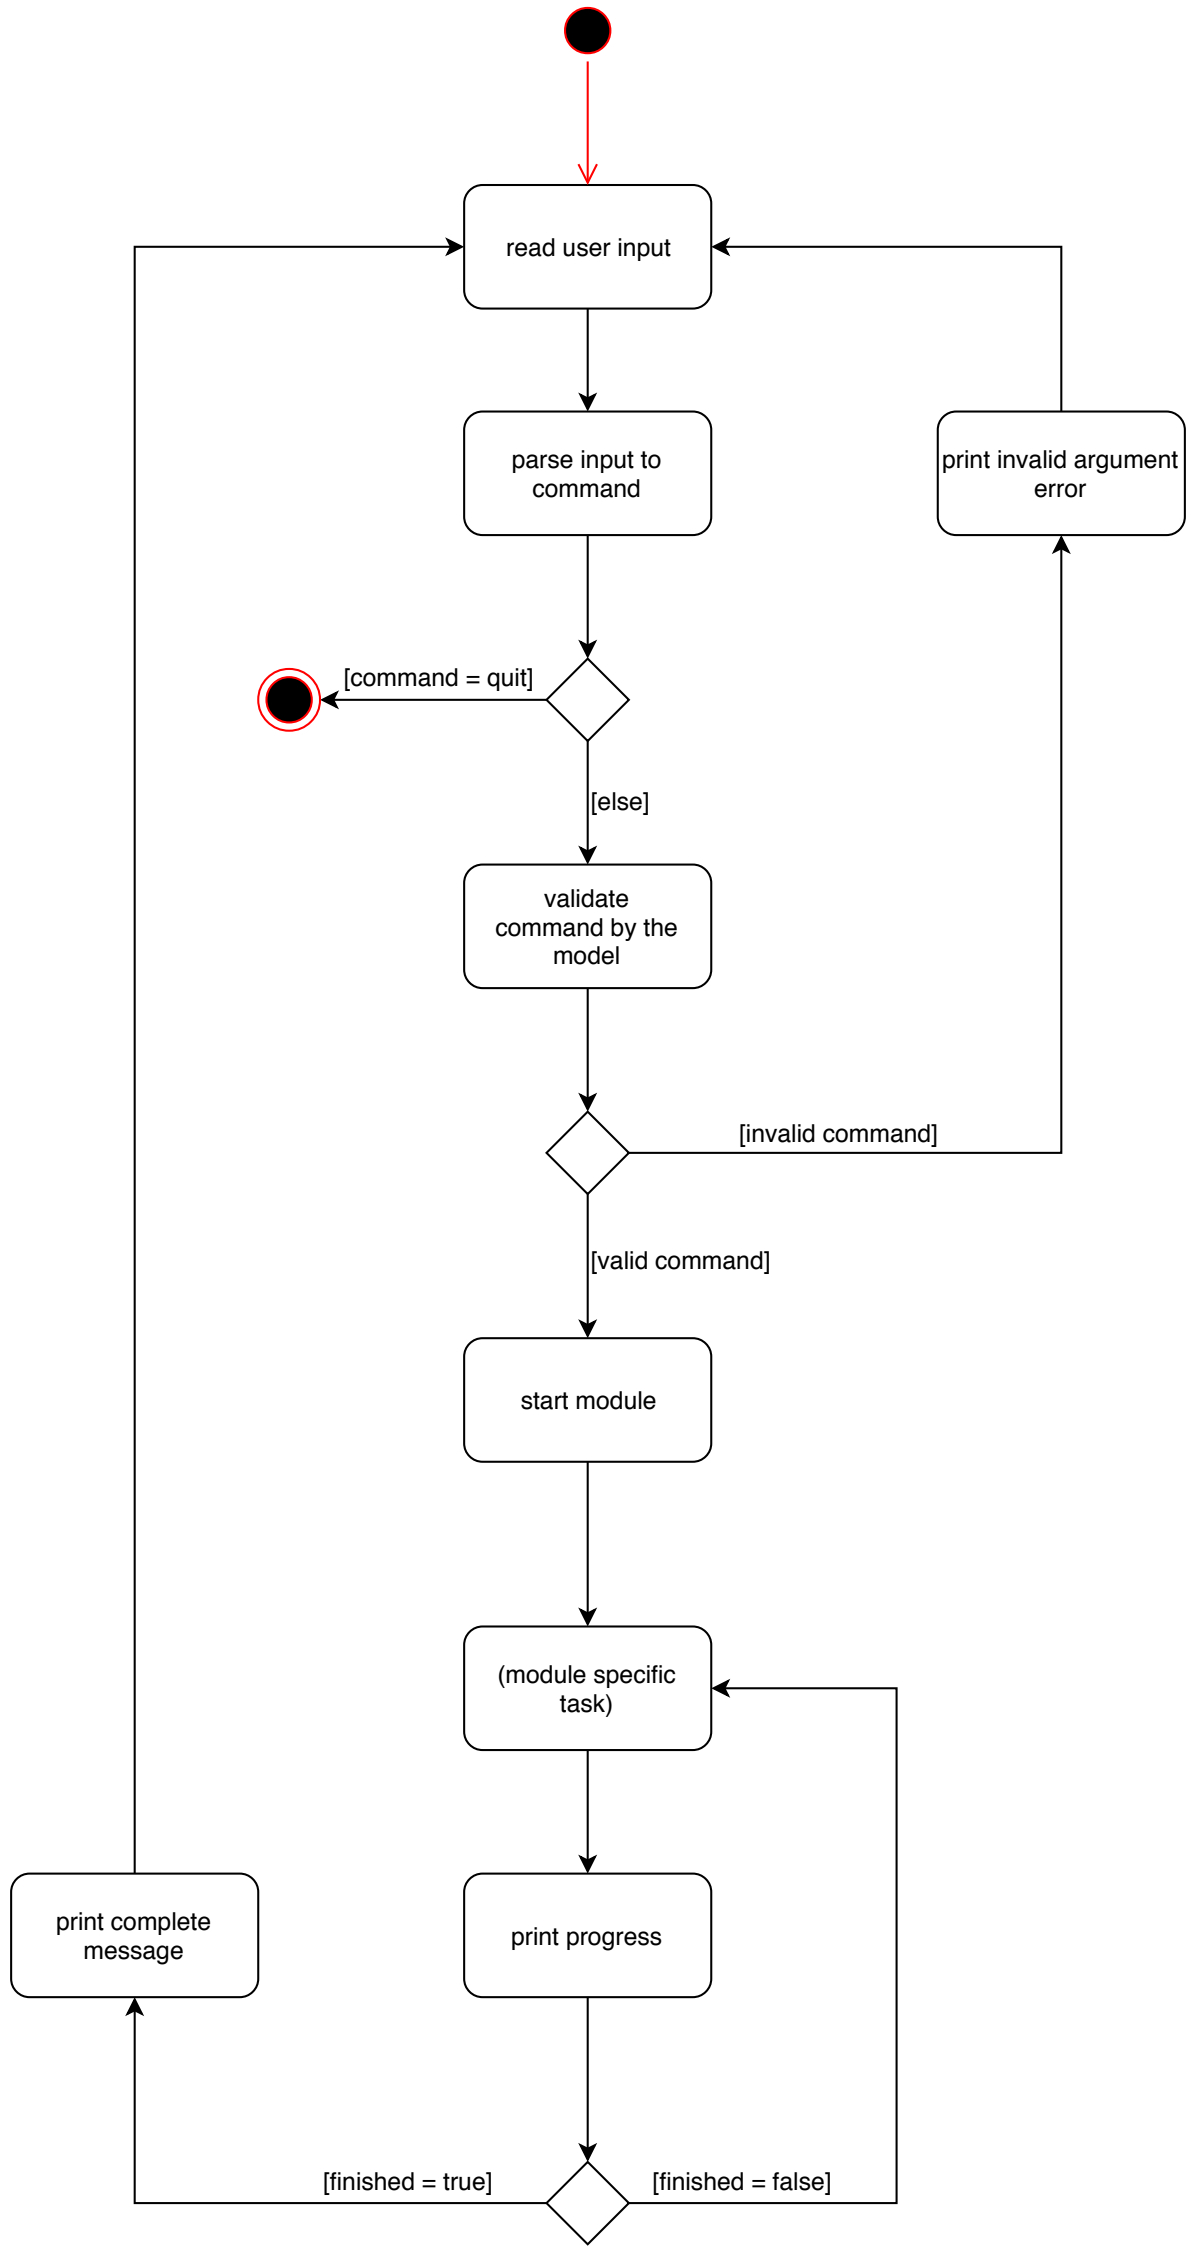 read user input
parse input to
command
print invalid argument
error
[command = quit]
[else]
validate
command by the
model
[invalid command]
[valid command]
start module
(module specific
task)
print complete
message
print progress
[finished = true]
[finished = false]